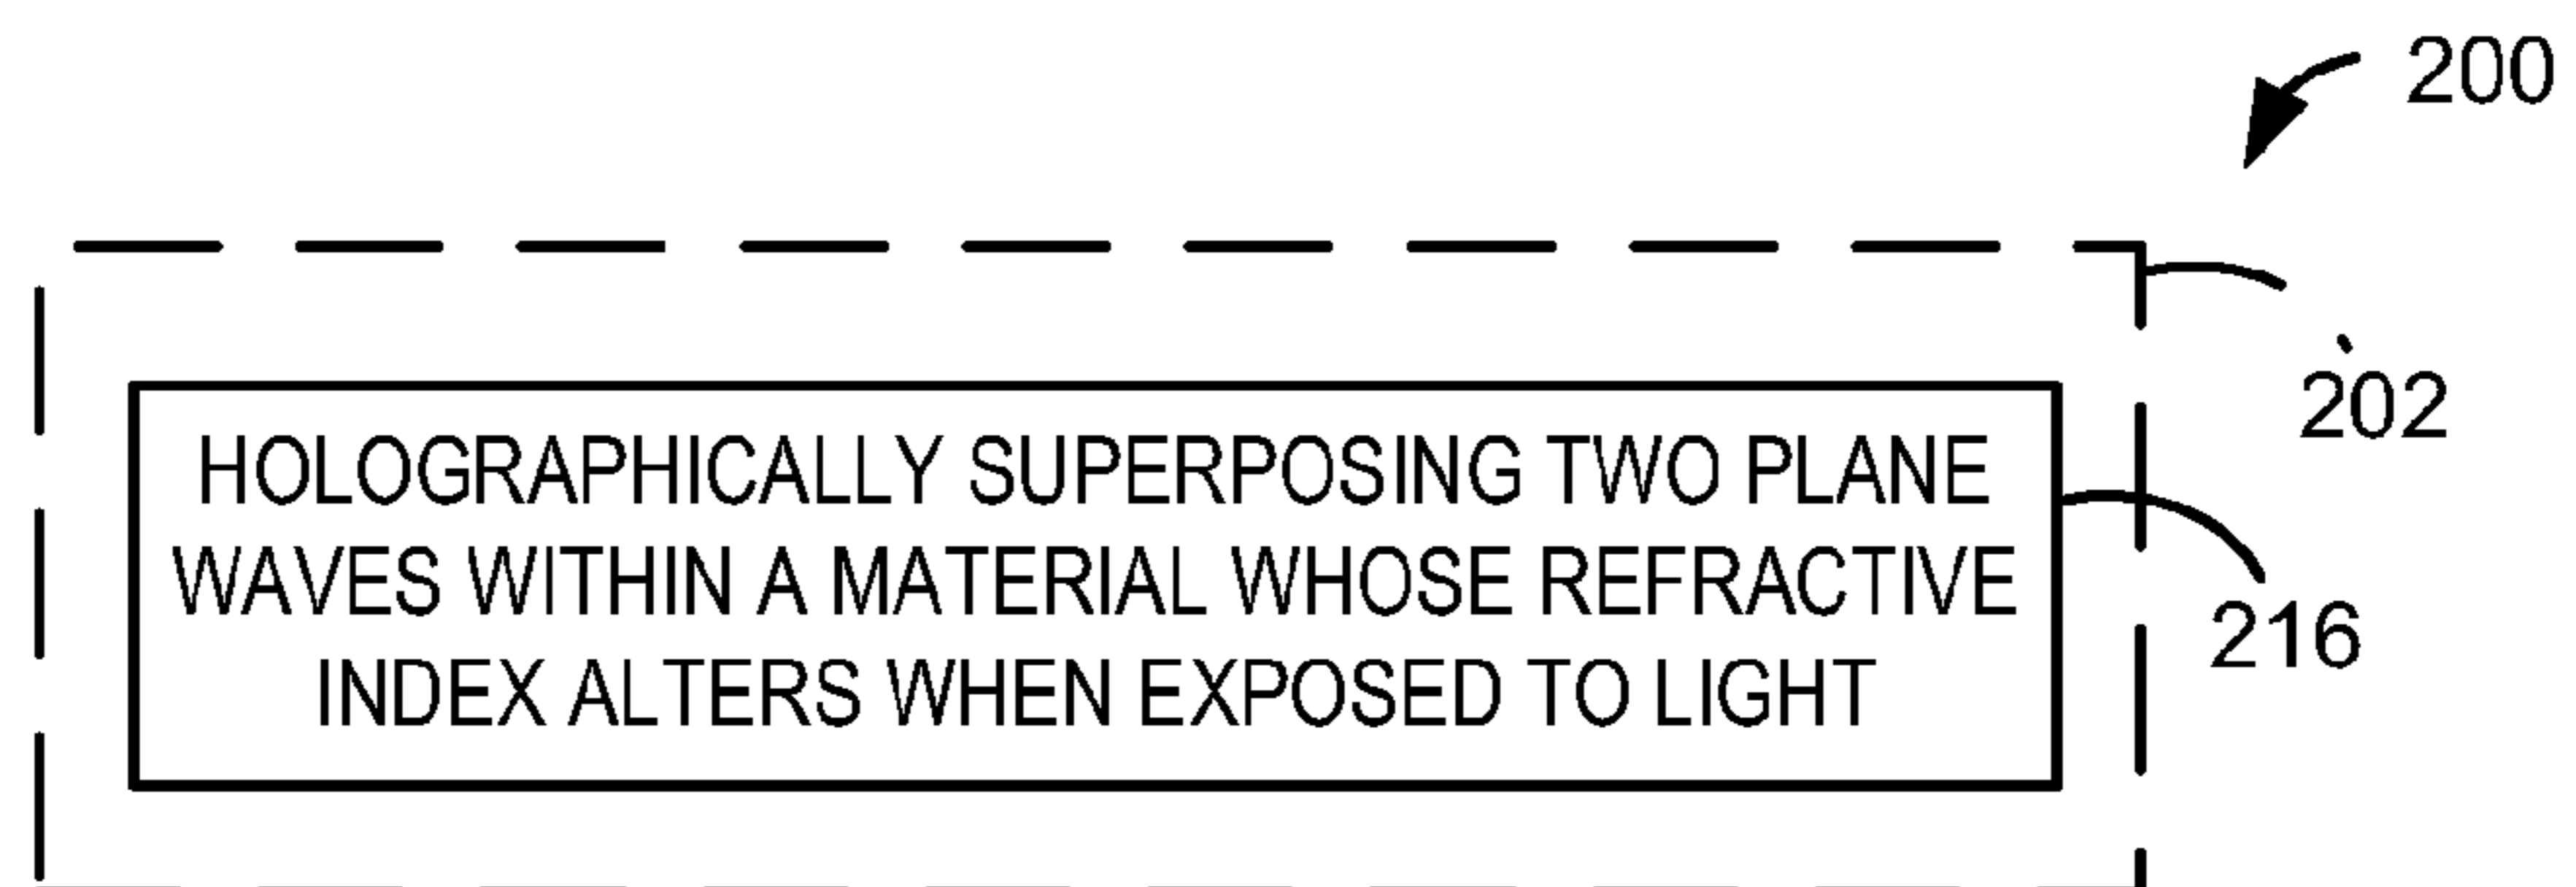 200
202
HOLOGRAPHICALLY SUPERPOSING TWO PLANE
WAVES WITHIN A MATERIAL WHOSE REFRACTIVE
INDEX ALTERS WHEN EXPOSED TO LIGHT
216